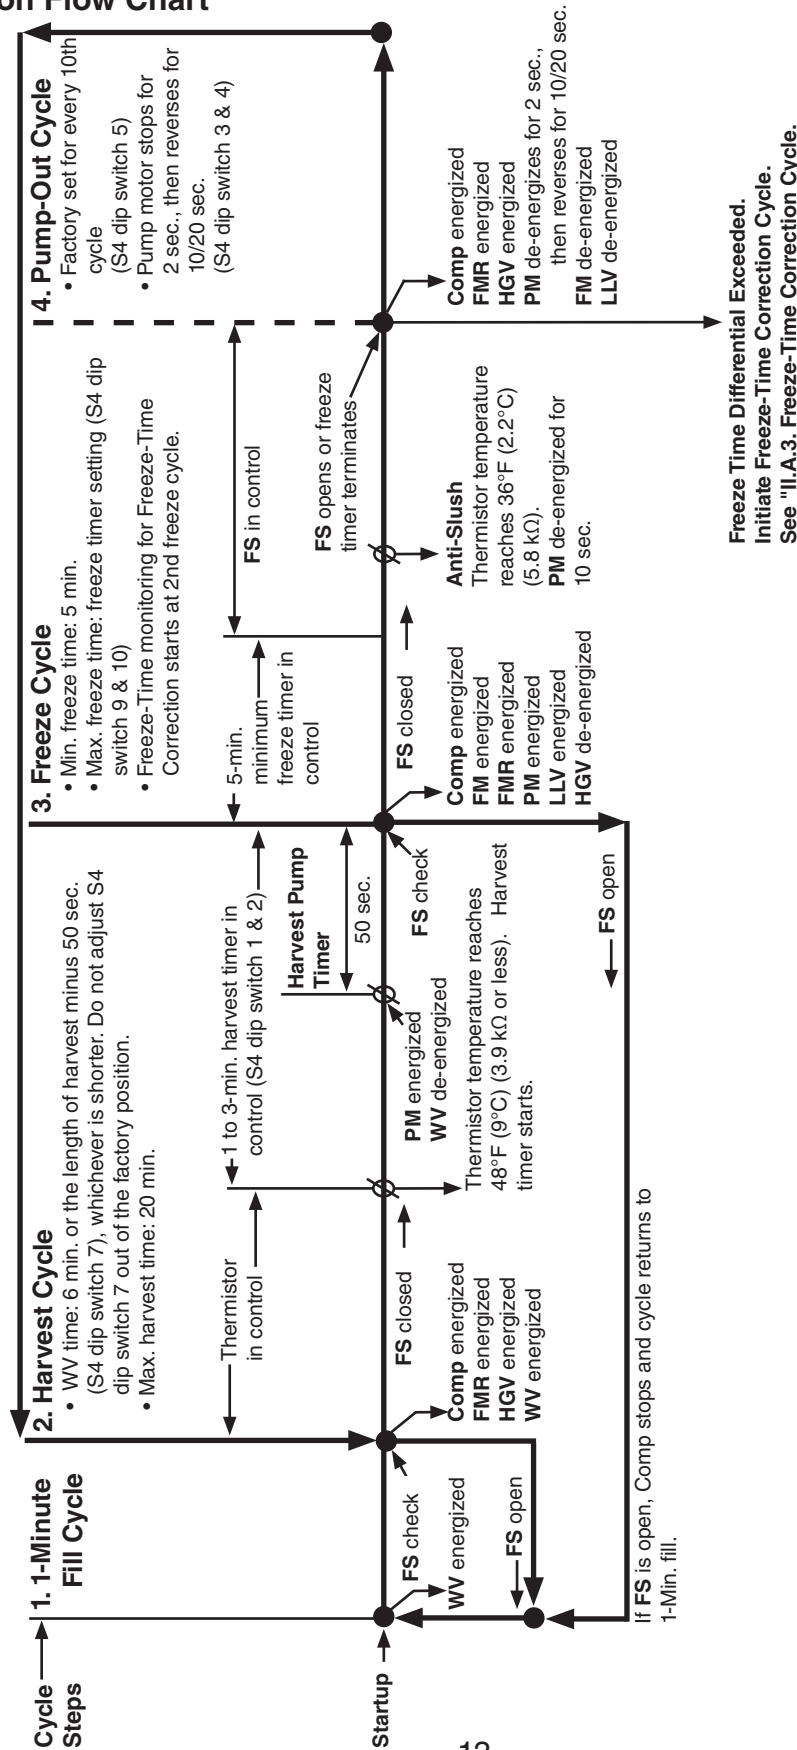 on Flow Chart
Cycle
Steps
1. 1-Minute
Fill Cycle
2. Harvest Cycle
• WV time: 6 min. or the length of harvest minus 50 sec.
(S4 dip switch 7), whichever is shorter. Do not adjust S4
dip switch 7 out of the factory position.
• Max. harvest time: 20 min.
3. Freeze Cycle
• Min. freeze time: 5 min.
• Max. freeze time: freeze timer setting (S4 dip
switch 9 & 10)
• Freeze-Time monitoring for Freeze-Time
Correction starts at 2nd freeze cycle.
4. Pump-Out Cycle
• Factory set for every 10th
cycle
(S4 dip switch 5)
• Pump motor stops for
2 sec., then reverses for
10/20 sec.
(S4 dip switch 3 & 4)
Thermistor
in control
1 to 3-min. harvest timer in
control (S4 dip switch 1 & 2)
Harvest Pump
Timer
50 sec.
5-min.
minimum
freeze timer in
control
FS in control
FS opens or freeze
timer terminates
Startup
FS check
WV energized
FS open
FS closed
Comp energized
FMR energized
HGV energized
WV energized
PM energized
WV de-energized
Thermistor temperature reaches
48°F (9°C) (3.9 kΩ or less). Harvest
timer starts.
FS check
FS open
FS closed
Comp energized
FM energized
FMR energized
PM energized
LLV energized
HGV de-energized
Anti-Slush
Thermistor temperature
reaches 36°F (2.2°C)
(5.8 kΩ).
PM de-energized for
10 sec.
Comp energized
FMR energized
HGV energized
PM de-energizes for 2 sec.,
then reverses for 10/20 sec.
FM de-energized
LLV de-energized
If FS is open, Comp stops and cycle returns to
1-Min. fill.
Freeze Time Differential Exceeded.
Initiate Freeze-Time Correction Cycle.
See "II.A.3. Freeze-Time Correction Cycle.